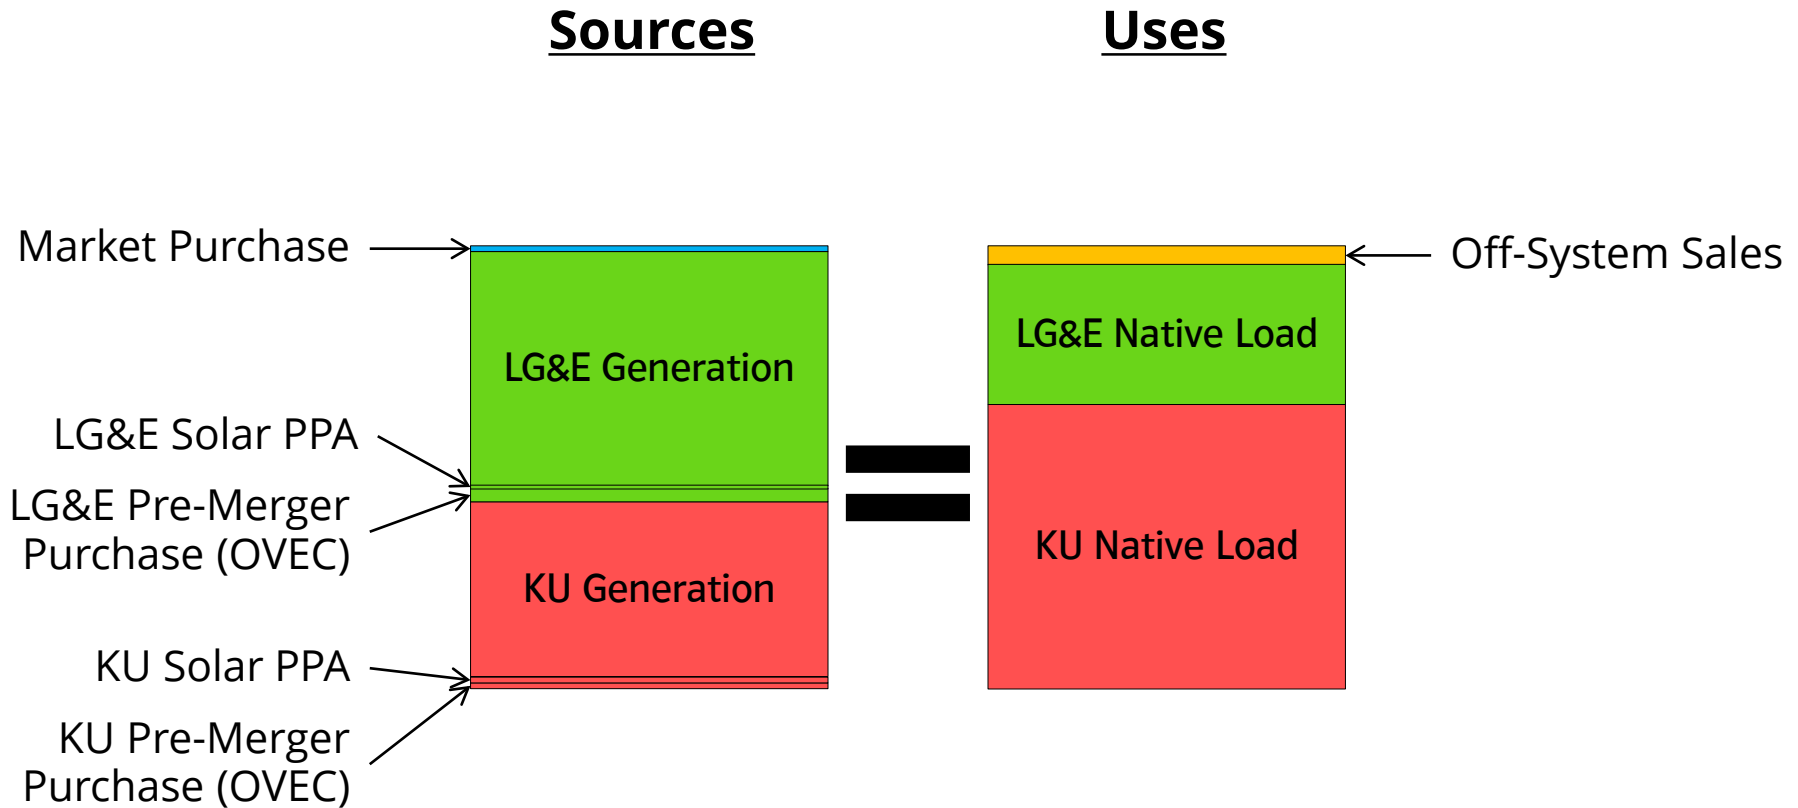 Sources
Uses
Market Purchase
Off-System Sales
LG&E Generation
LG&E Native Load
LG&E Solar PPA
LG&E Pre-Merger
Purchase (OVEC)
KU Generation
KU Native Load
KU Solar PPA
KU Pre-Merger
Purchase (OVEC)